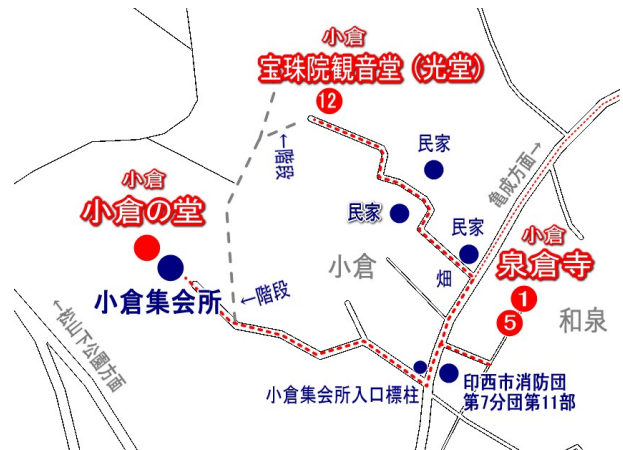 小倉
宝珠院観音堂（光堂）
12
←階段
民家
亀成方面→
小倉
小倉の堂
民家
民家
小倉
泉倉寺
小倉
畑
1
5
和泉
小倉集会所
←階段
←松山下公園方面
小倉集会所入口標柱
印西市消防団
第7分団第11部